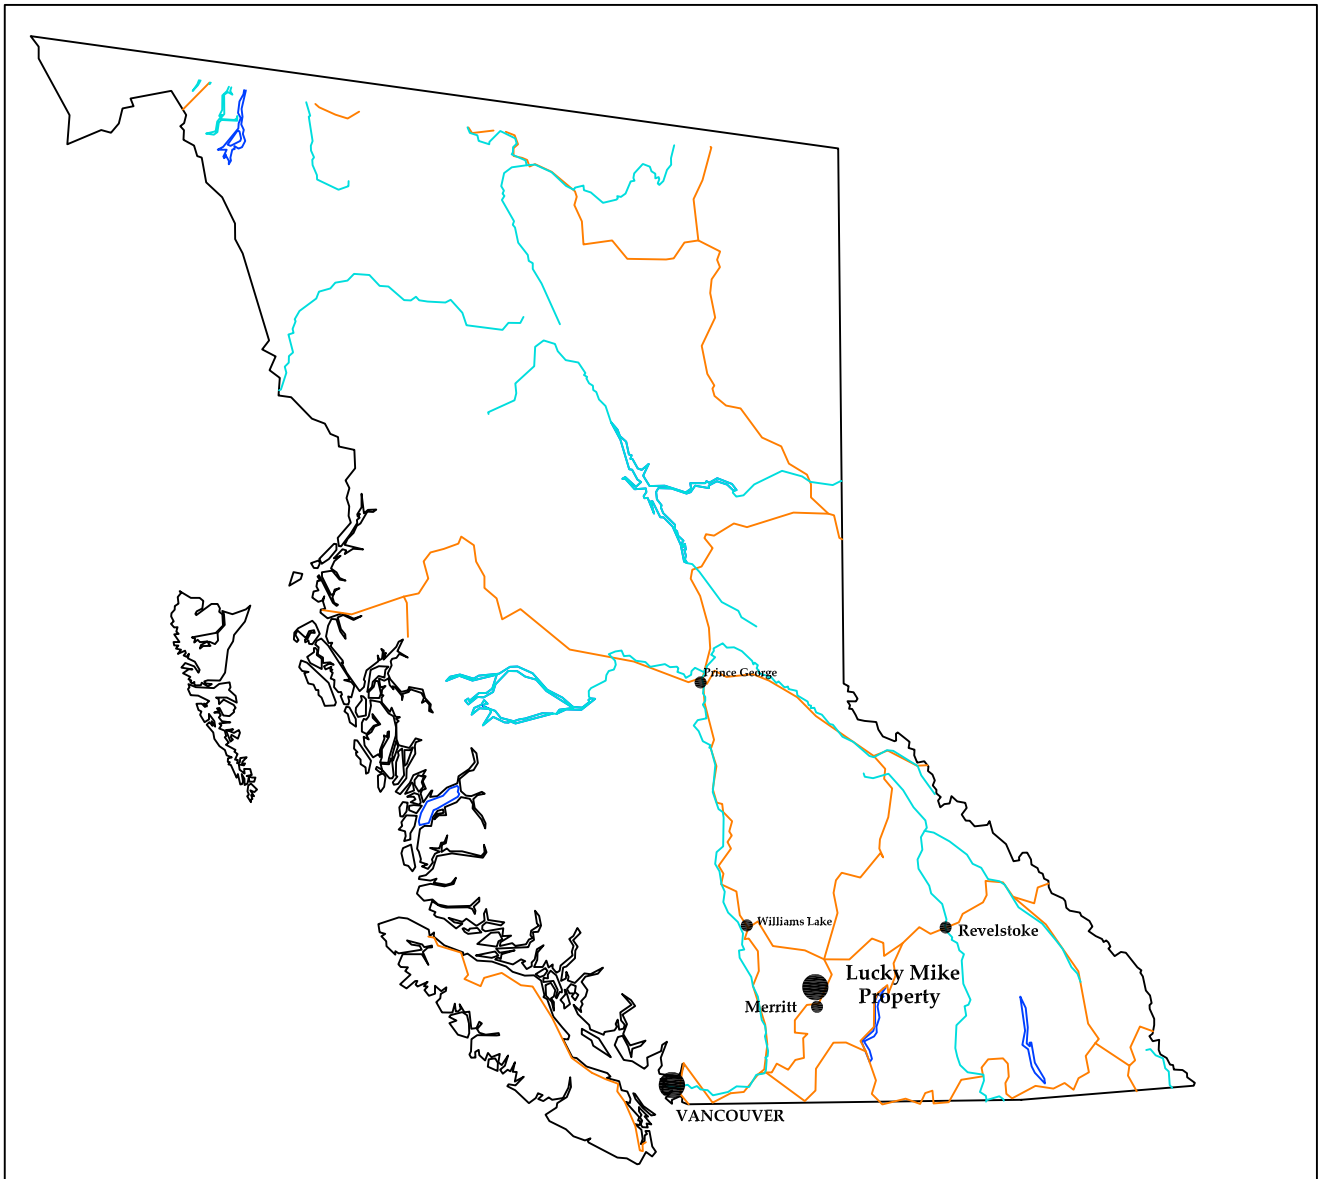 Prince George
Williams Lake
Revelstoke
Lucky Mike
Property
Merritt
VANCOUVER